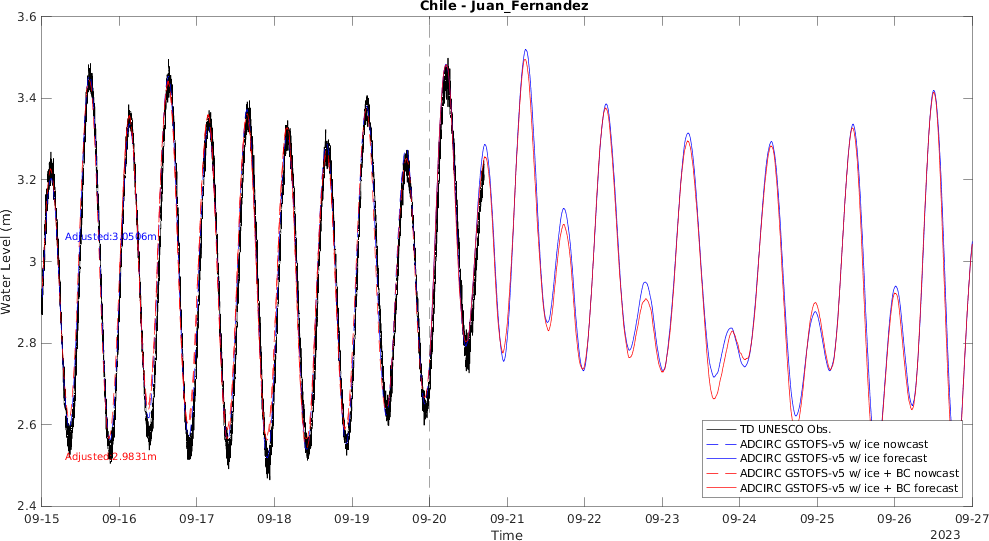 Chile - Juan_Fernandez
Water Level (m)
3.6
3.4
3.2
3
2.8
2.6
2.4
Adjusted:3.0506m
Adjusted:2.9831m
TD UNESCO Obs.
ADCIRC GSTOFS-v5 w/ ice nowcast
ADCIRC GSTOFS-v5 w/ ice forecast
ADCIRC GSTOFS-v5 w/ ice + BC nowcast
ADCIRC GSTOFS-v5 w/ ice + BC forecast
09-15 09-16 09-17 09-18 09-19 09-20 09-21 09-22 09-23 09-24 09-25 09-26 09-27
Time
2023